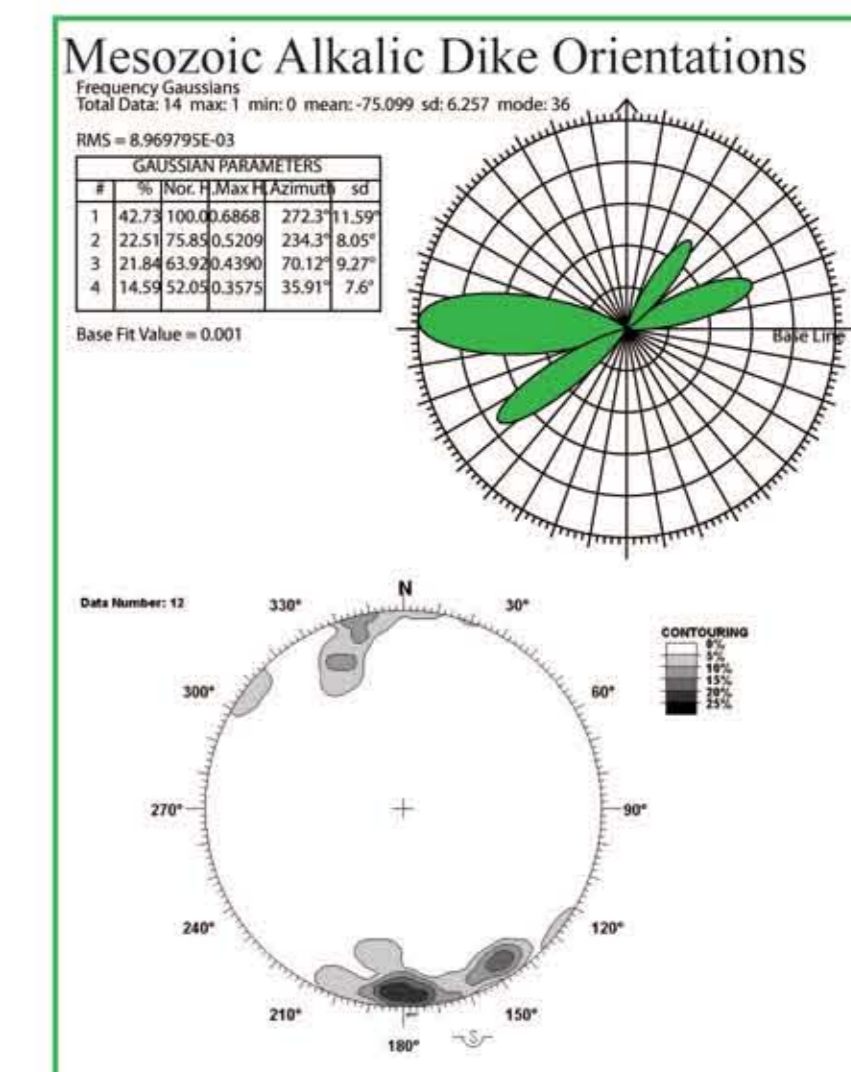 Mesozoic Alkalic Dike Orientations
Frequency Gaussians
Total Data: 14 max: 1 min: 0 mean: -75.099 sd: 6.257 mode: 36
RMS = 8.969795E-03
GAUSSIAN PARAMETERS
# % Nor. H. Max H. Azimuth sd
1 42.73 100.00 0.6868 272.3° 11.59°
2 22.51 75.85 0.5209 234.3° 8.05°
3 21.84 63.92 0.4390 70.12° 9.27°
4 14.59 52.05 0.3575 35.91° 7.6°
Base Fit Value = 0.001
Base Line
Data Number: 12
N
330°
30°
CONTOURING
0%
5%
10%
15%
20%
25%
300°
60°
270°
90°
240°
120°
210°
150°
180°
S